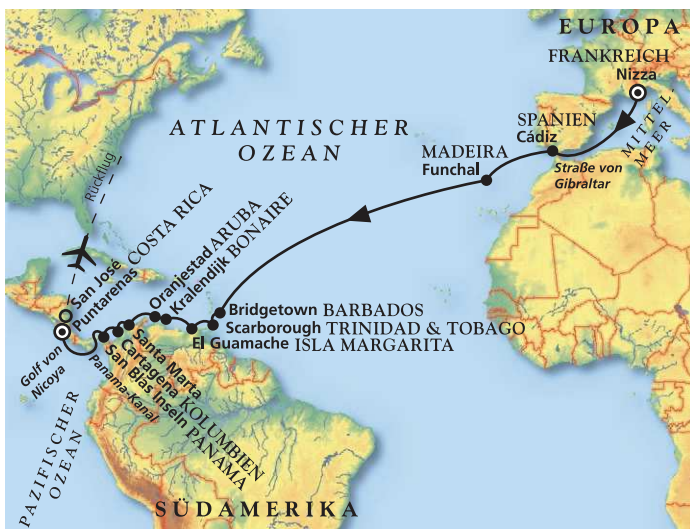 EUROPA
FRANKREICH
Nizza
MITTEL-
MEER
SPANIEN
Cádiz
Straße von
Gibraltar
MADEIRA
Funchal
ATLANTISCHER
OZEAN
Rückflug
San José
Puntarenas COSTA RICA
Oranjestad ARUBA
Kralendijk BONAIRE
Bridgetown BARBADOS
Scarborough TRINIDAD & TOBAGO
El Guamache ISLA MARGARITA
Santa Marta
Cartagena KOLUMBIEN
San Blas Inseln PANAMA
Panama-Kanal
Golf von
Nicoya
PAZIFISCHER
OZEAN
SÜDAMERIKA